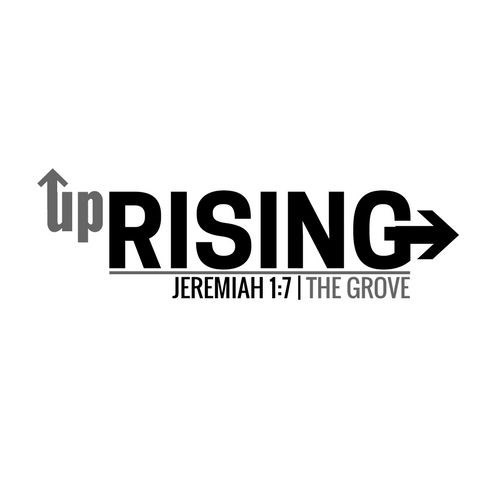 upRISING
JEREMIAH 1:7 | THE GROVE